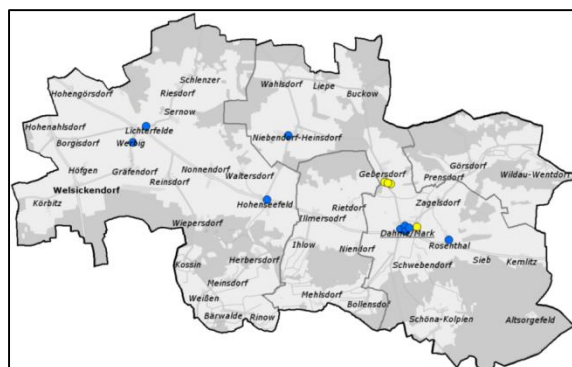 Schlenzer
Wahlsdorf
Liepe
Hohengörsdorf
Riesdorf
Buckow
Sernow
Hohenahlsdorf
Lichterfelde
Borgisdorf
Werbig
Niebendorf-Heinsdorf
Görsdorf
Höfgen
Gräfendorf
Nonnendorf
Waltersdorf
Gebersdorf
Prensdorf
Wildau-Wentdorf
Welsickendorf
Reinsdorf
Körbitz
Hohenseefeld
Rietdorf
Zagelsdorf
Illmersdorf
Wiepersdorf
Dahme/Mark
Rosenthal
Ihlow
Niendorf
Herbersdorf
Sieb
Kemlitz
Kossin
Schwebendorf
Meinsdorf
Weißen
Mehlsdorf
Bollensdorf
Bärwalde
Rinow
Schöna-Kolpien
Altsorgefeld